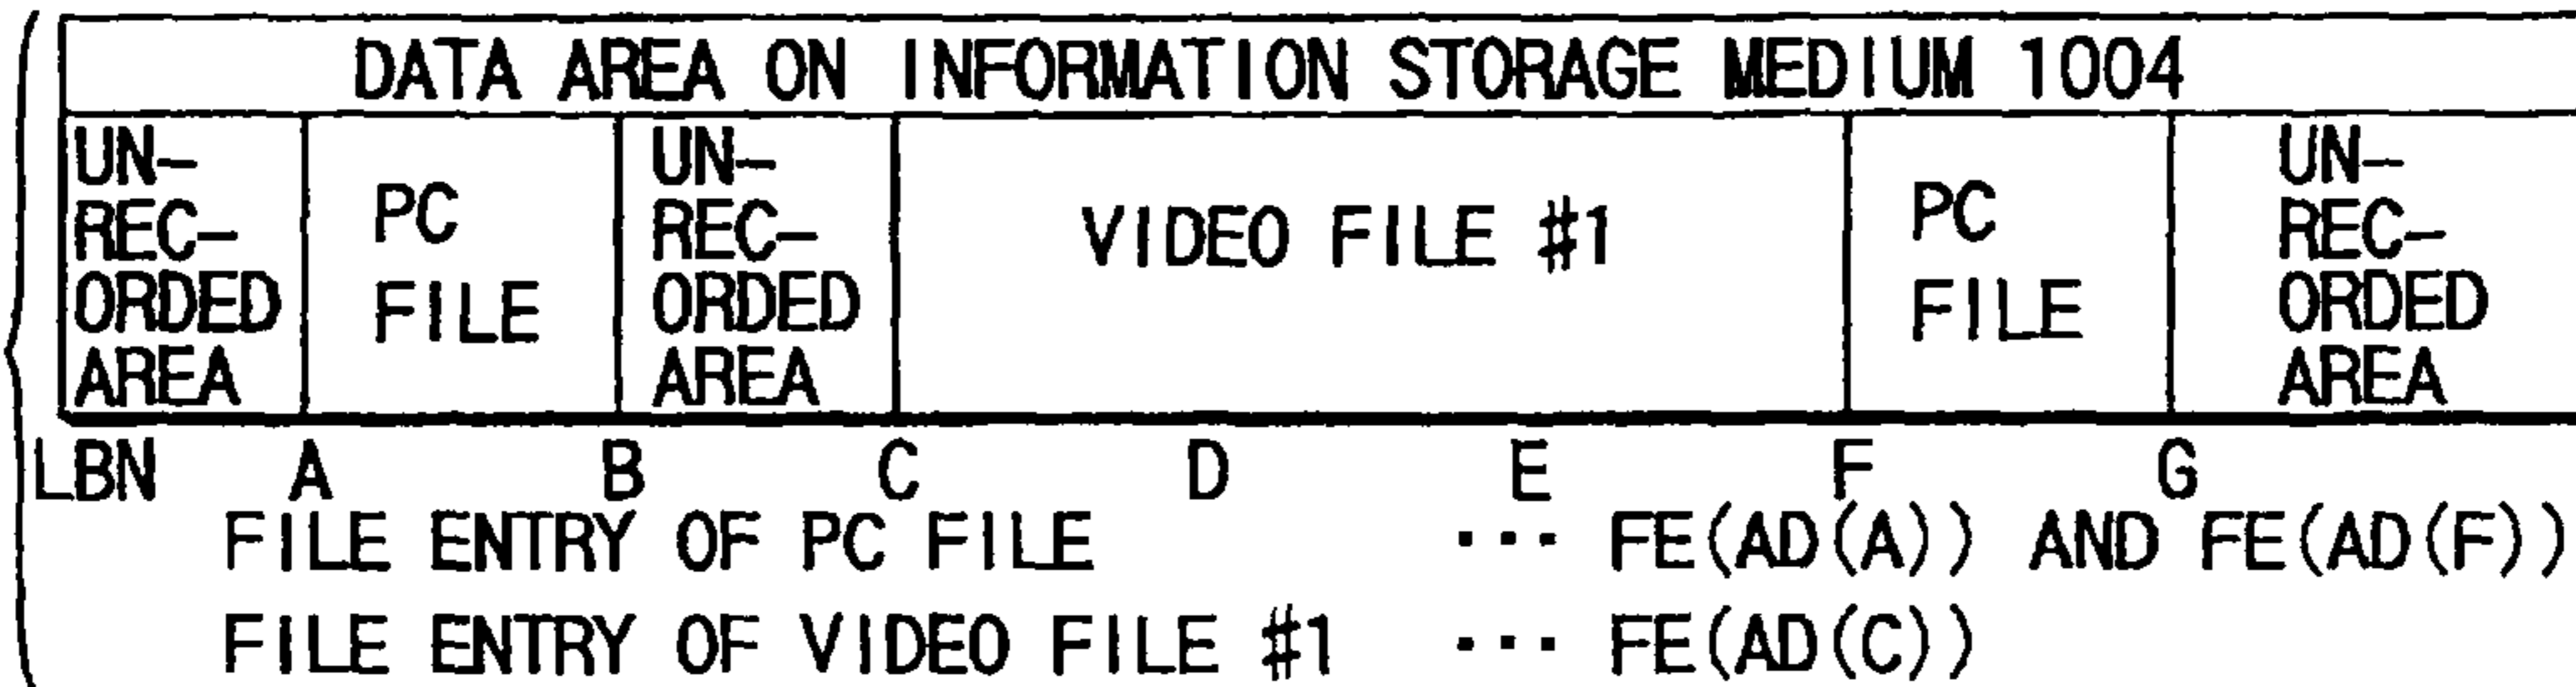 DATA AREA ON INFORMATION STORAGE MEDIUM 1004
UN-
REC-
ORDED
AREA
PC
FILE
UN-
REC-
ORDED
AREA
VIDEO FILE #1
PC
FILE
UN-
REC-
ORDED
AREA
LBN A B C D E F G
FILE ENTRY OF PC FILE ··· FE(AD(A)) AND FE(AD(F))
FILE ENTRY OF VIDEO FILE #1 ··· FE(AD(C))